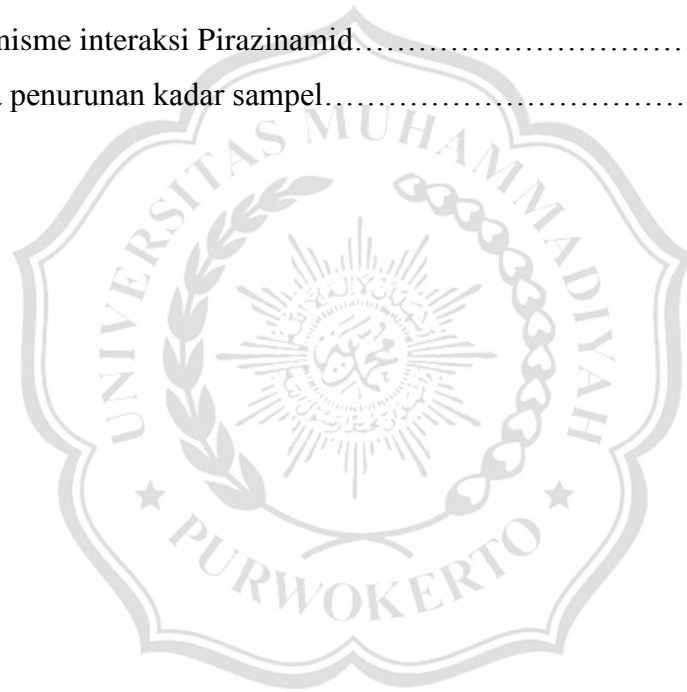 nisme interaksi Pirazinamid……………………………
penurunan kadar sampel………………………………
UNIVERSITAS MUHAMMADIYAH
PURWOKERTO